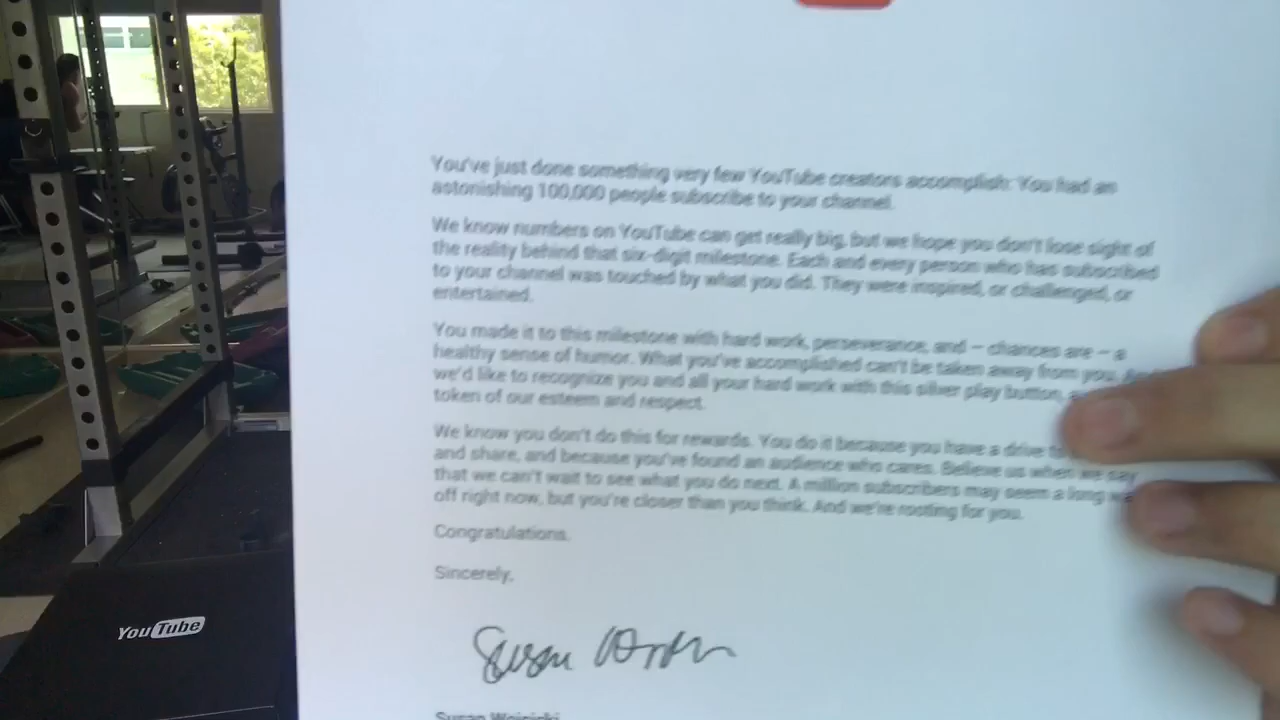 You've just done something very few YouTube creators accomplish: You had an
astonishing 100,000 people subscribe to your channel.
We know numbers on YouTube can get really big, but we hope you don't lose sight of
the reality behind that six-digit milestone. Each and every person who has subscribed
to your channel was touched by what you did. They were inspired, or challenged, or
entertained.
You made it to this milestone with hard work, perseverance, and — chances are — a
healthy sense of humor. What you've accomplished can't be taken away from you.
we'd like to recognize you and all your hard work with this silver play button,
token of our esteem and respect.
We know you don't do this for rewards. You do it because you have a drive
and share, and because you've found an audience who cares. Believe us when we say
that we can't wait to see what you do next. A million subscribers may seem a long
off right now, but you're closer than you think. And we're rooting for you.
Congratulations.
Sincerely,
Susan
Susan Wojcicki
YouTube